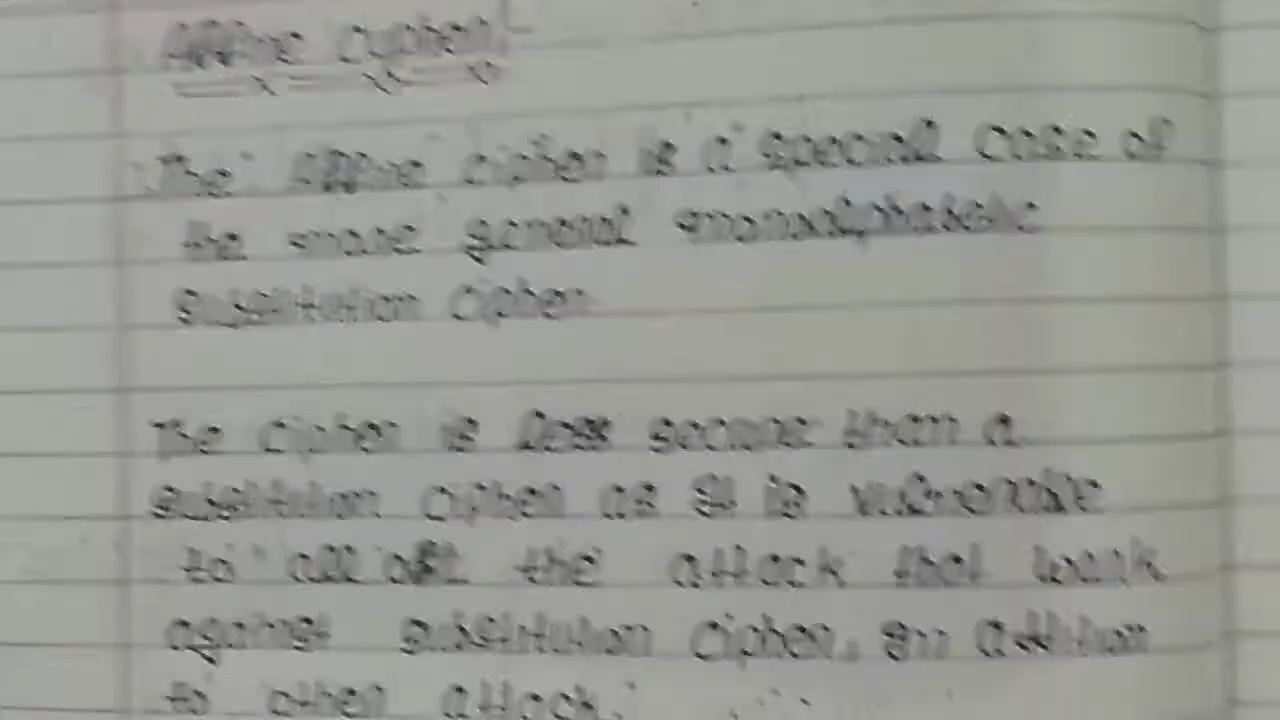 Affine cypher.
The Affine cipher is a special case of
the more general monoalphabetic
substitution cipher
The cipher is less secure than a
substitution cipher as it is vulnerable
to all of the attack that work
against substitution cipher. in attition
to other attack.